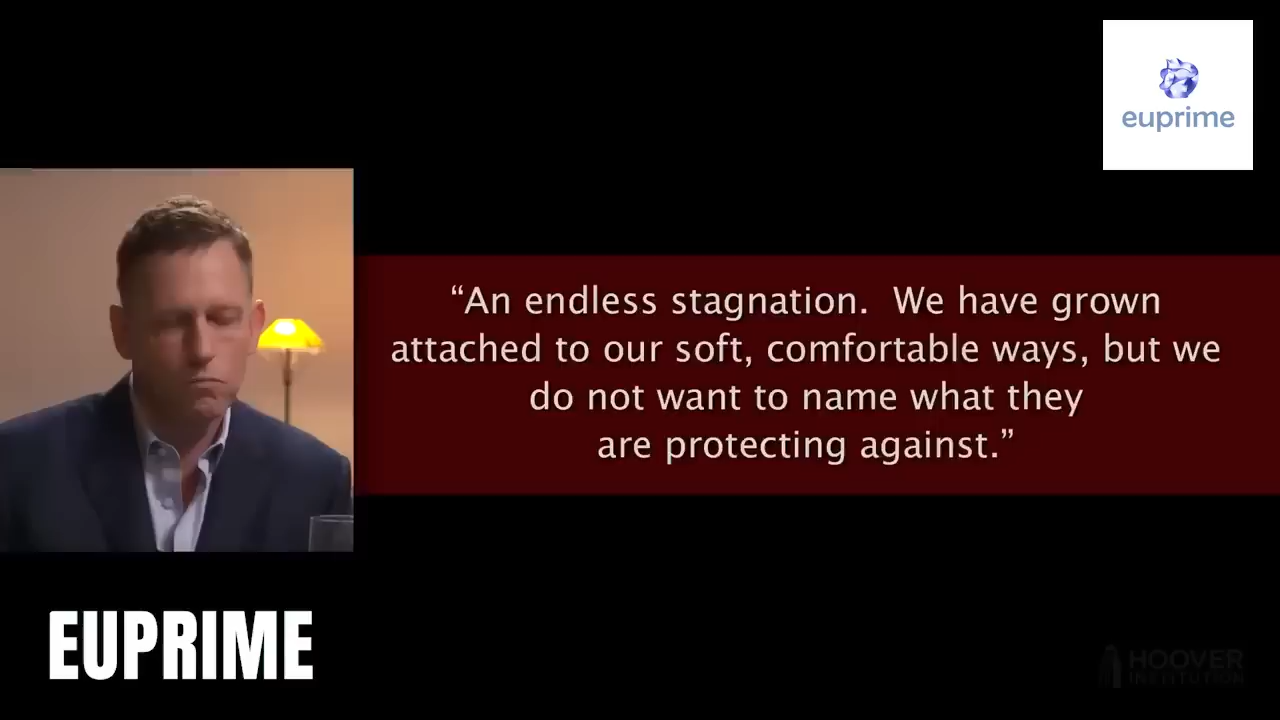 euprime
“An endless stagnation.  We have grown
attached to our soft, comfortable ways, but we
do not want to name what they
are protecting against.”
EUPRIME
HOOVER
INSTITUTION